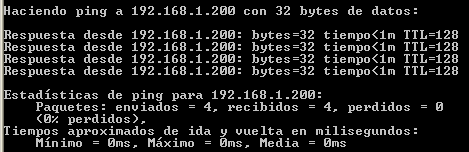 Haciendo ping a 192.168.1.200 con 32 bytes de datos:
Respuesta desde 192.168.1.200: bytes=32 tiempo<1m TTL=128
Respuesta desde 192.168.1.200: bytes=32 tiempo<1m TTL=128
Respuesta desde 192.168.1.200: bytes=32 tiempo<1m TTL=128
Respuesta desde 192.168.1.200: bytes=32 tiempo<1m TTL=128
Estadísticas de ping para 192.168.1.200:
Paquetes: enviados = 4, recibidos = 4, perdidos = 0
(0% perdidos),
Tiempos aproximados de ida y vuelta en milisegundos:
Mínimo = 0ms, Máximo = 0ms, Media = 0ms